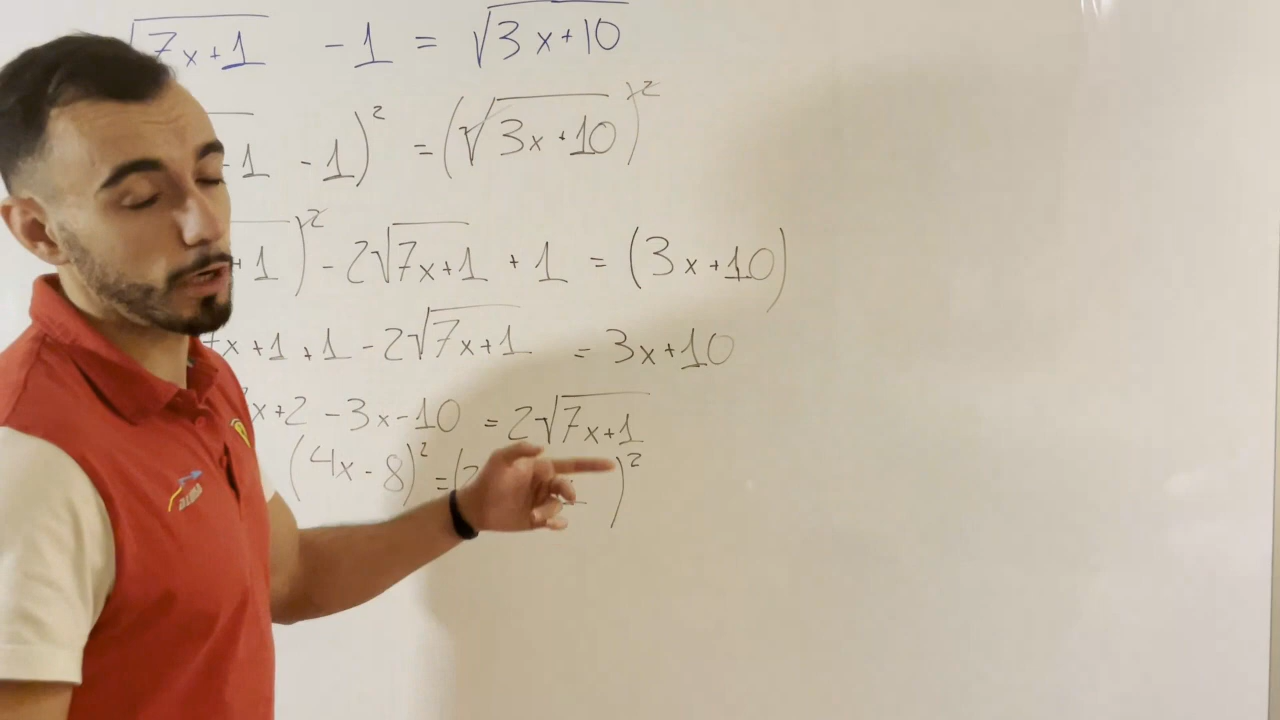 √7x+1 -1 = √3x+10
-1 -1)² = (√3x+10)²
+1)² - 2√7x+1 + 1 = (3x+10)
7x+1+1-2√7x+1 = 3x+10
x+2-3x-10 = 2√7x+1
(4x-8)² = (2 )²